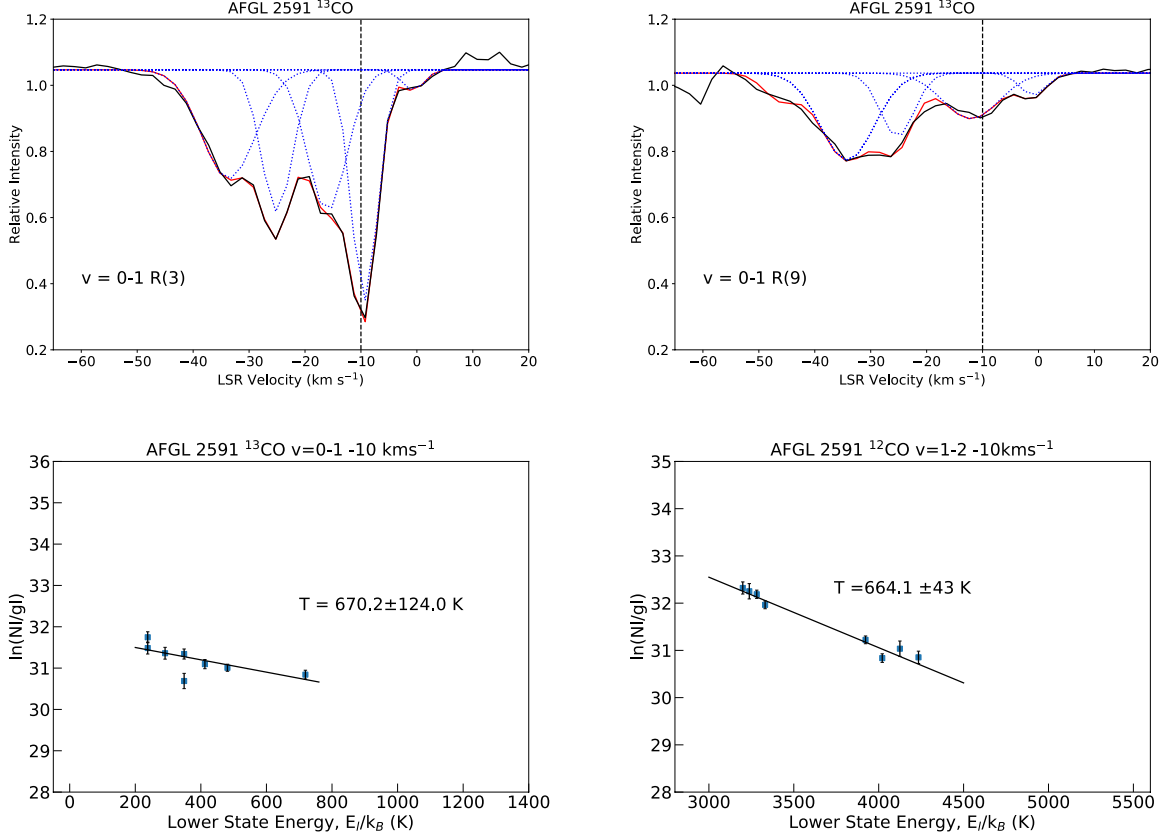 AFGL 2591 ¹³CO
1.2
1.0
0.8
0.6
0.4
0.2
Relative Intensity
v = 0-1 R(3)
−60 −50 −40 −30 −20 −10 0 10 20
LSR Velocity (km s⁻¹)
AFGL 2591 ¹³CO
1.2
1.0
0.8
0.6
0.4
0.2
Relative Intensity
v = 0-1 R(9)
−60 −50 −40 −30 −20 −10 0 10 20
LSR Velocity (km s⁻¹)
AFGL 2591 ¹³CO v=0-1 -10 kms⁻¹
36
35
34
33
32
31
30
29
28
ln(Nl/gl)
T = 670.2±124.0 K
0 200 400 600 800 1000 1200 1400
Lower State Energy, E_l/k_B (K)
AFGL 2591 ¹²CO v=1-2 -10kms⁻¹
35
34
33
32
31
30
29
28
ln(Nl/gl)
T =664.1 ±43 K
3000 3500 4000 4500 5000 5500
Lower State Energy, E_l/k_B (K)